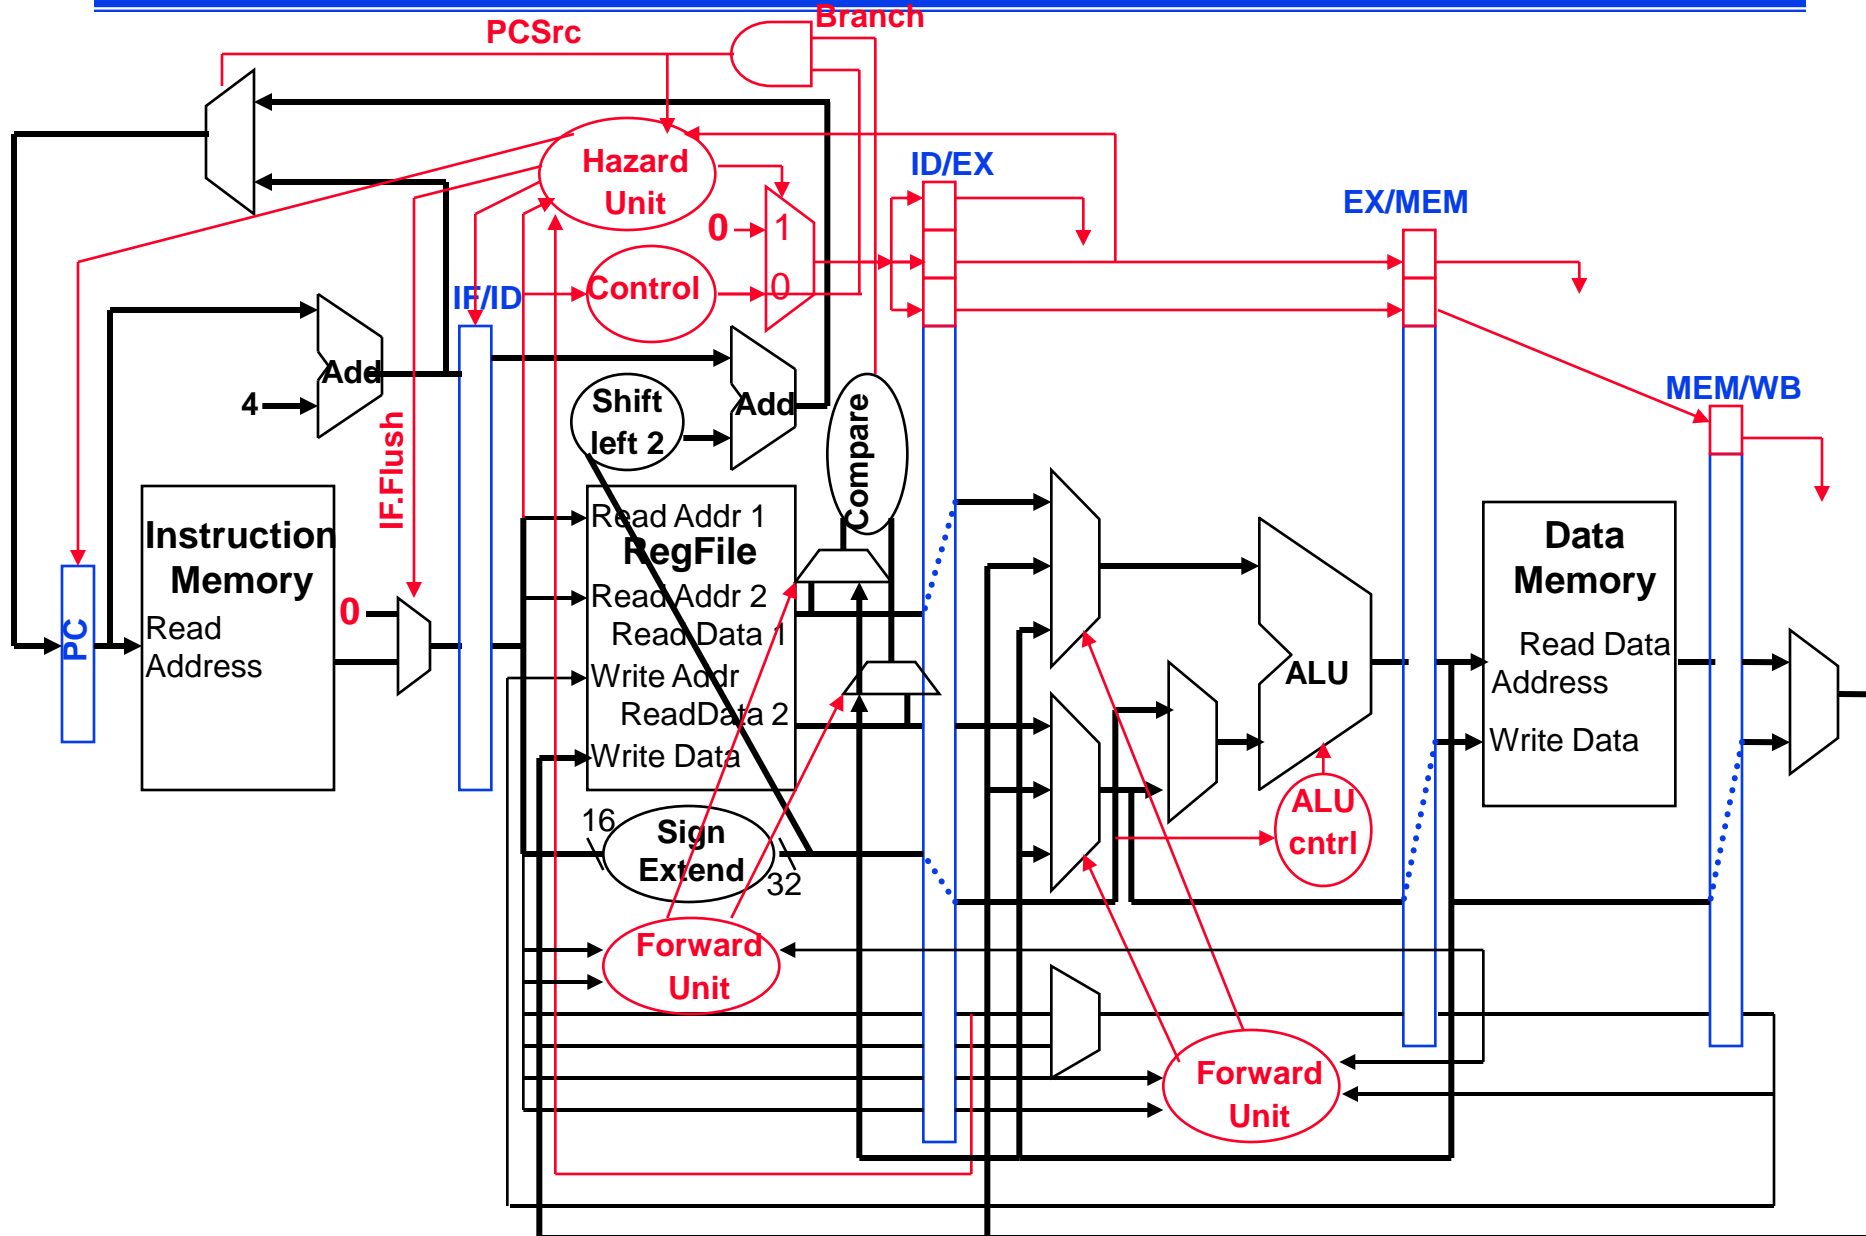 Branch
PCSrc
Hazard
Unit
ID/EX
EX/MEM
0
1
0
Control
IF/ID
Add
4
Shift
left 2
Add
Compare
MEM/WB
IF.Flush
Instruction
Memory
Read
Address
PC
0
Read Addr 1
RegFile
Read Addr 2
Read Data 1
Write Addr
ReadData 2
Write Data
ALU
Data
Memory
Read Data
Address
Write Data
16
Sign
Extend
32
ALU
cntrl
Forward
Unit
Forward
Unit